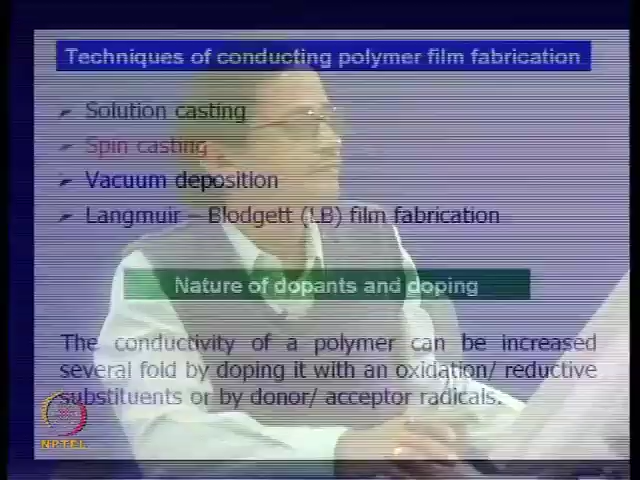 Techniques of conducting polymer film fabrication
Solution casting
Spin casting
Vacuum deposition
Langmuir – Blodgett (LB) film fabrication
Nature of dopants and doping
The conductivity of a polymer can be increased
several fold by doping it with an oxidation/ reductive
substituents or by donor/ acceptor radicals.
NPTEL